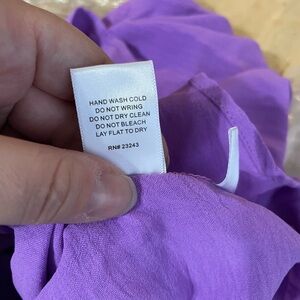 HAND WASH COLD
DO NOT WRING
DO NOT DRY CLEAN
DO NOT BLEACH
LAY FLAT TO DRY
RN# 23243